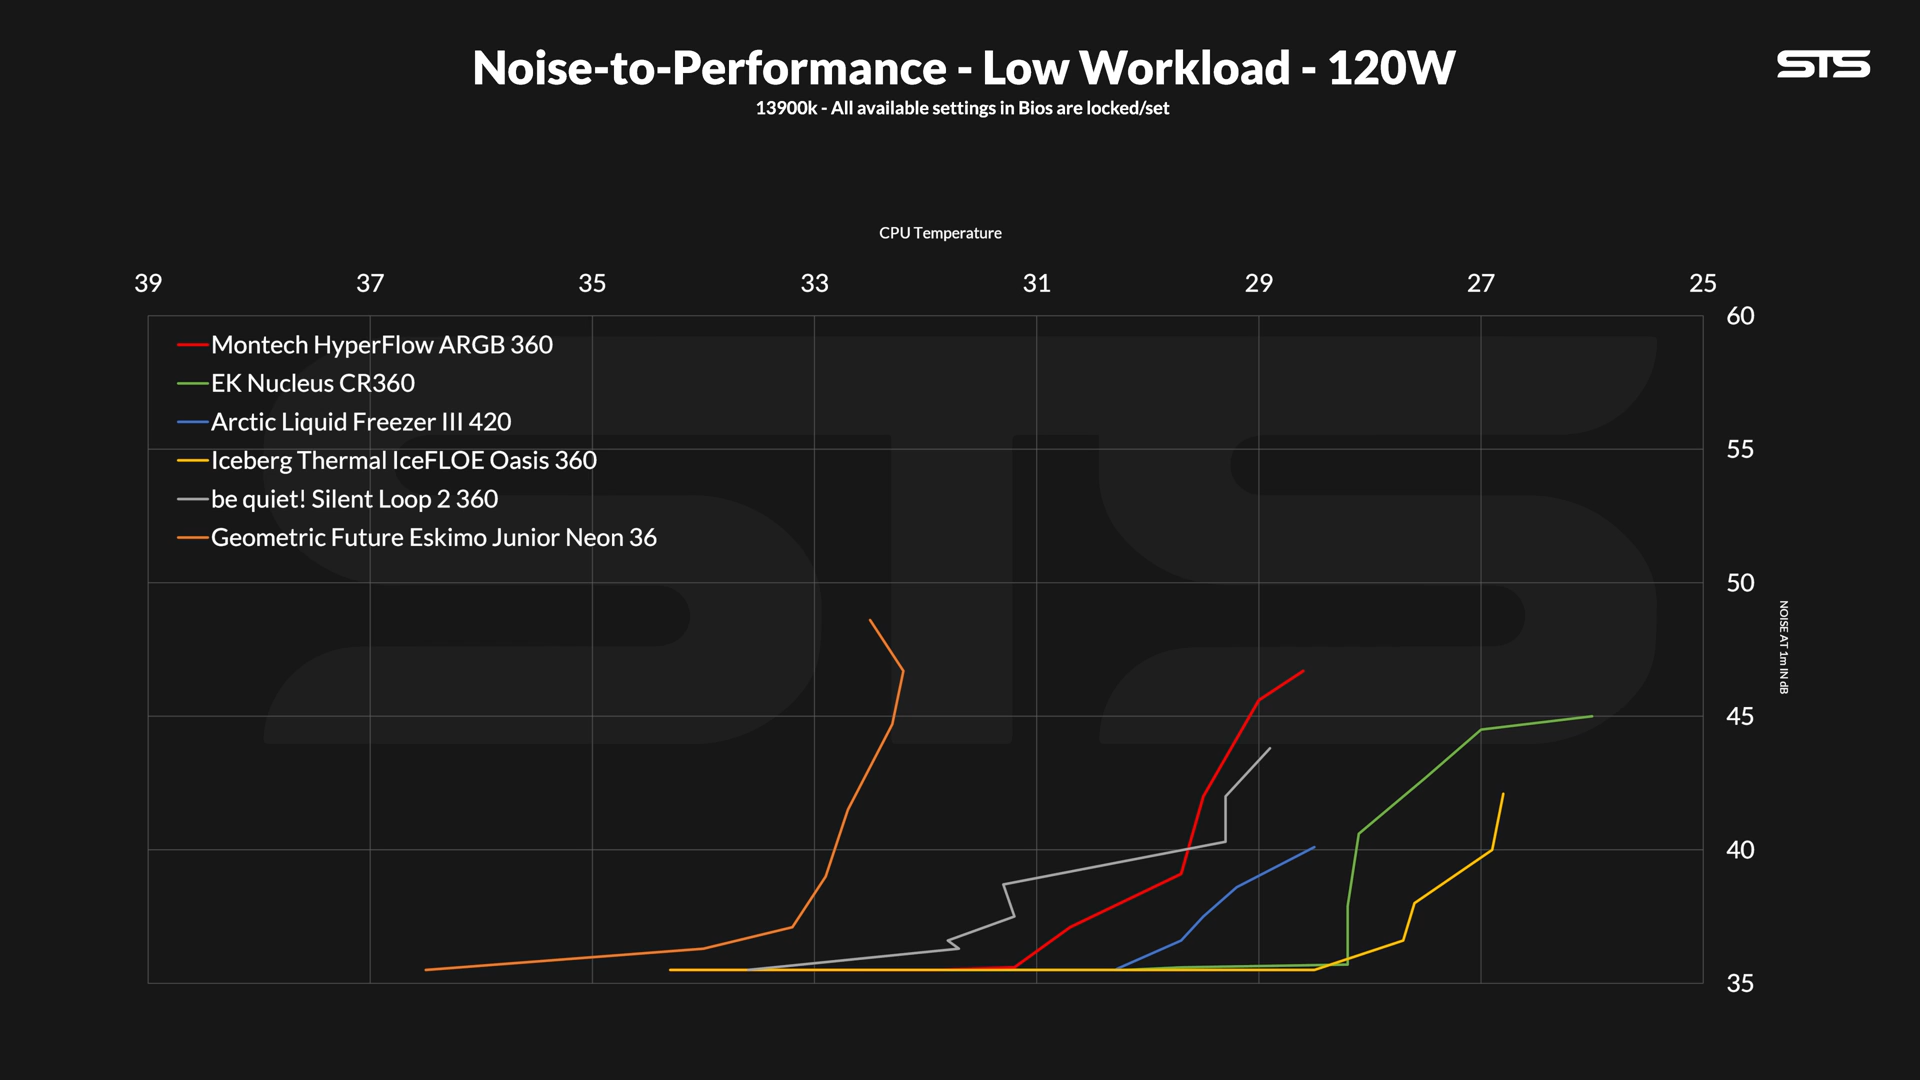 Noise-to-Performance - Low Workload - 120W
STS
13900k - All available settings in Bios are locked/set
CPU Temperature
39 37 35 33 31 29 27 25
60
Montech HyperFlow ARGB 360
EK Nucleus CR360
Arctic Liquid Freezer III 420
55
Iceberg Thermal IceFLOE Oasis 360
be quiet! Silent Loop 2 360
Geometric Future Eskimo Junior Neon 36
50
NOISE AT 1m IN dB
45
40
35
STS